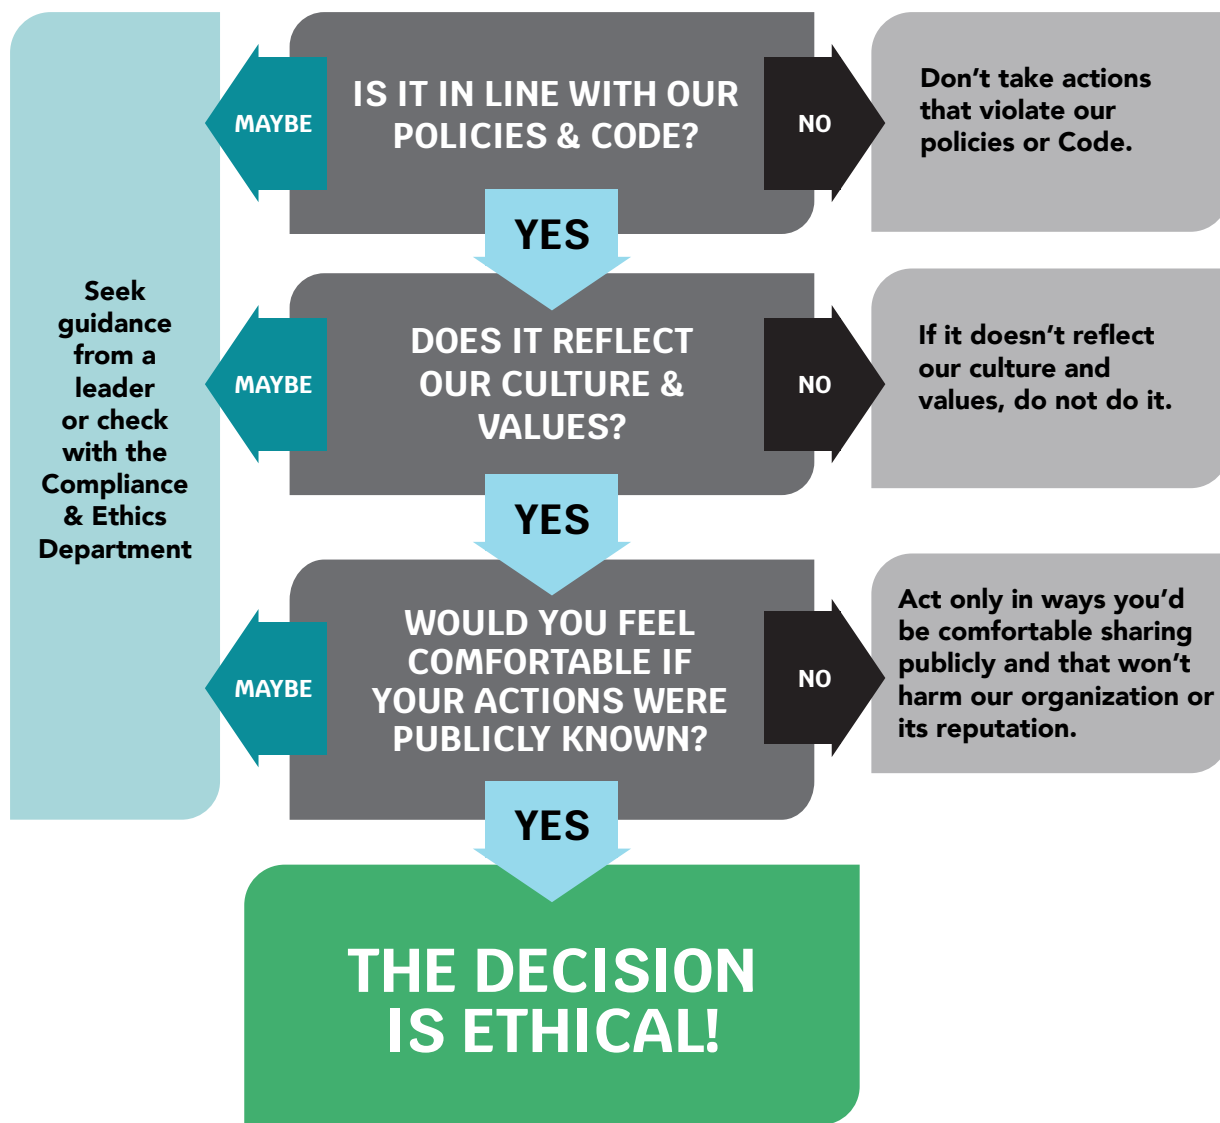 IS IT IN LINE WITH OUR
POLICIES & CODE?
MAYBE
NO
Don’t take actions
that violate our
policies or Code.
YES
DOES IT REFLECT
OUR CULTURE &
VALUES?
MAYBE
NO
If it doesn’t reflect
our culture and
values, do not do it.
YES
WOULD YOU FEEL
COMFORTABLE IF
YOUR ACTIONS WERE
PUBLICLY KNOWN?
MAYBE
NO
Act only in ways you’d
be comfortable sharing
publicly and that won’t
harm our organization or
its reputation.
YES
Seek
guidance
from a
leader
or check
with the
Compliance
& Ethics
Department
THE DECISION
IS ETHICAL!